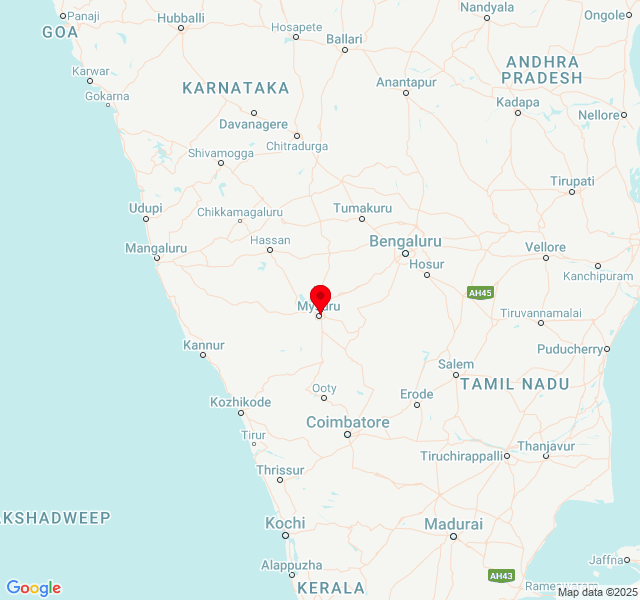 Panaji
Hubballi
Nandyala
Ongole
GOA
Hosapete
Ballari
ANDHRA
PRADESH
Karwar
KARNATAKA
Anantapur
Gokarna
Kadapa
Nellore
Davanagere
Chitradurga
Shivamogga
Tirupati
Udupi
Chikkamagaluru
Tumakuru
Mangaluru
Hassan
Bengaluru
Vellore
Hosur
Kanchipuram
AH45
Mysuru
Tiruvannamalai
Kannur
Puducherry
Salem
TAMIL NADU
Ooty
Erode
Kozhikode
Coimbatore
Tirur
Thanjavur
Tiruchirappalli
Thrissur
AKSHADWEEP
Kochi
Madurai
Alappuzha
Jaffna
AH43
KERALA
Rameswaram
Google
Map data ©2025